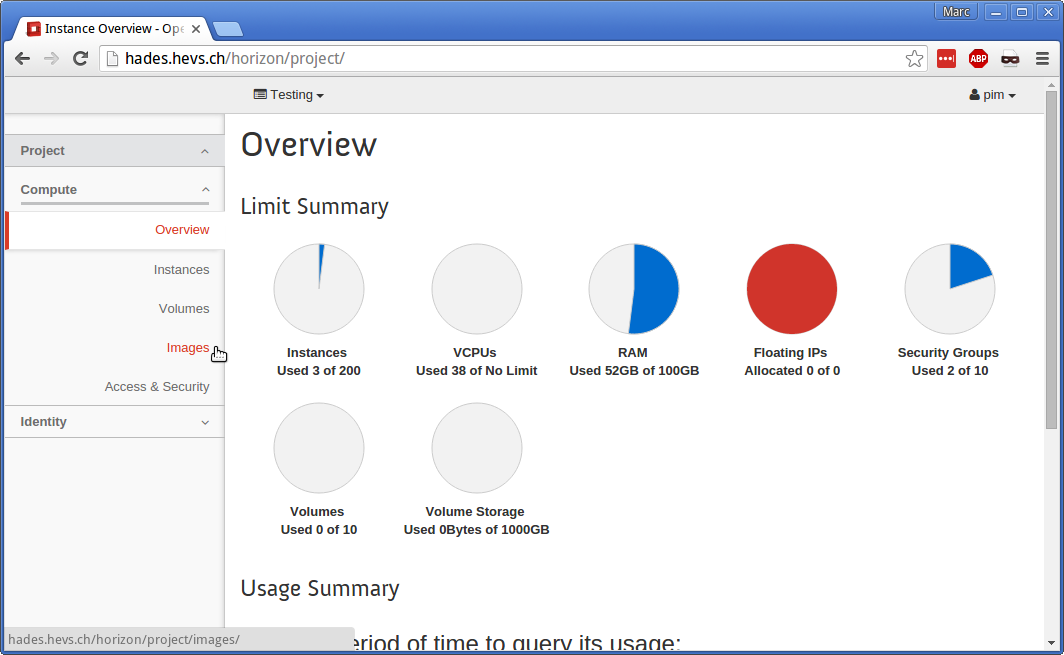 Marc
Instance Overview - Ope
hades.hevs.ch/horizon/project/
ABP
Testing
pim
Project
Compute
Overview
Instances
Volumes
Images
Access & Security
Identity
Overview
Limit Summary
Instances
Used 3 of 200
VCPUs
Used 38 of No Limit
RAM
Used 52GB of 100GB
Floating IPs
Allocated 0 of 0
Security Groups
Used 2 of 10
Volumes
Used 0 of 10
Volume Storage
Used 0Bytes of 1000GB
Usage Summary
eriod of time to query its usage:
hades.hevs.ch/horizon/project/images/